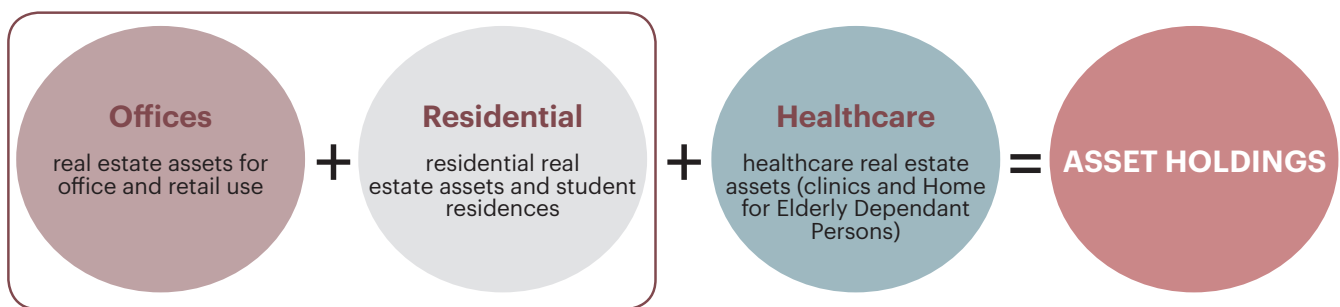 Offices
real estate assets for
office and retail use
+
Residential
residential real
estate assets and student
residences
+
Healthcare
healthcare real estate
assets (clinics and Home
for Elderly Dependant
Persons)
=
ASSET HOLDINGS